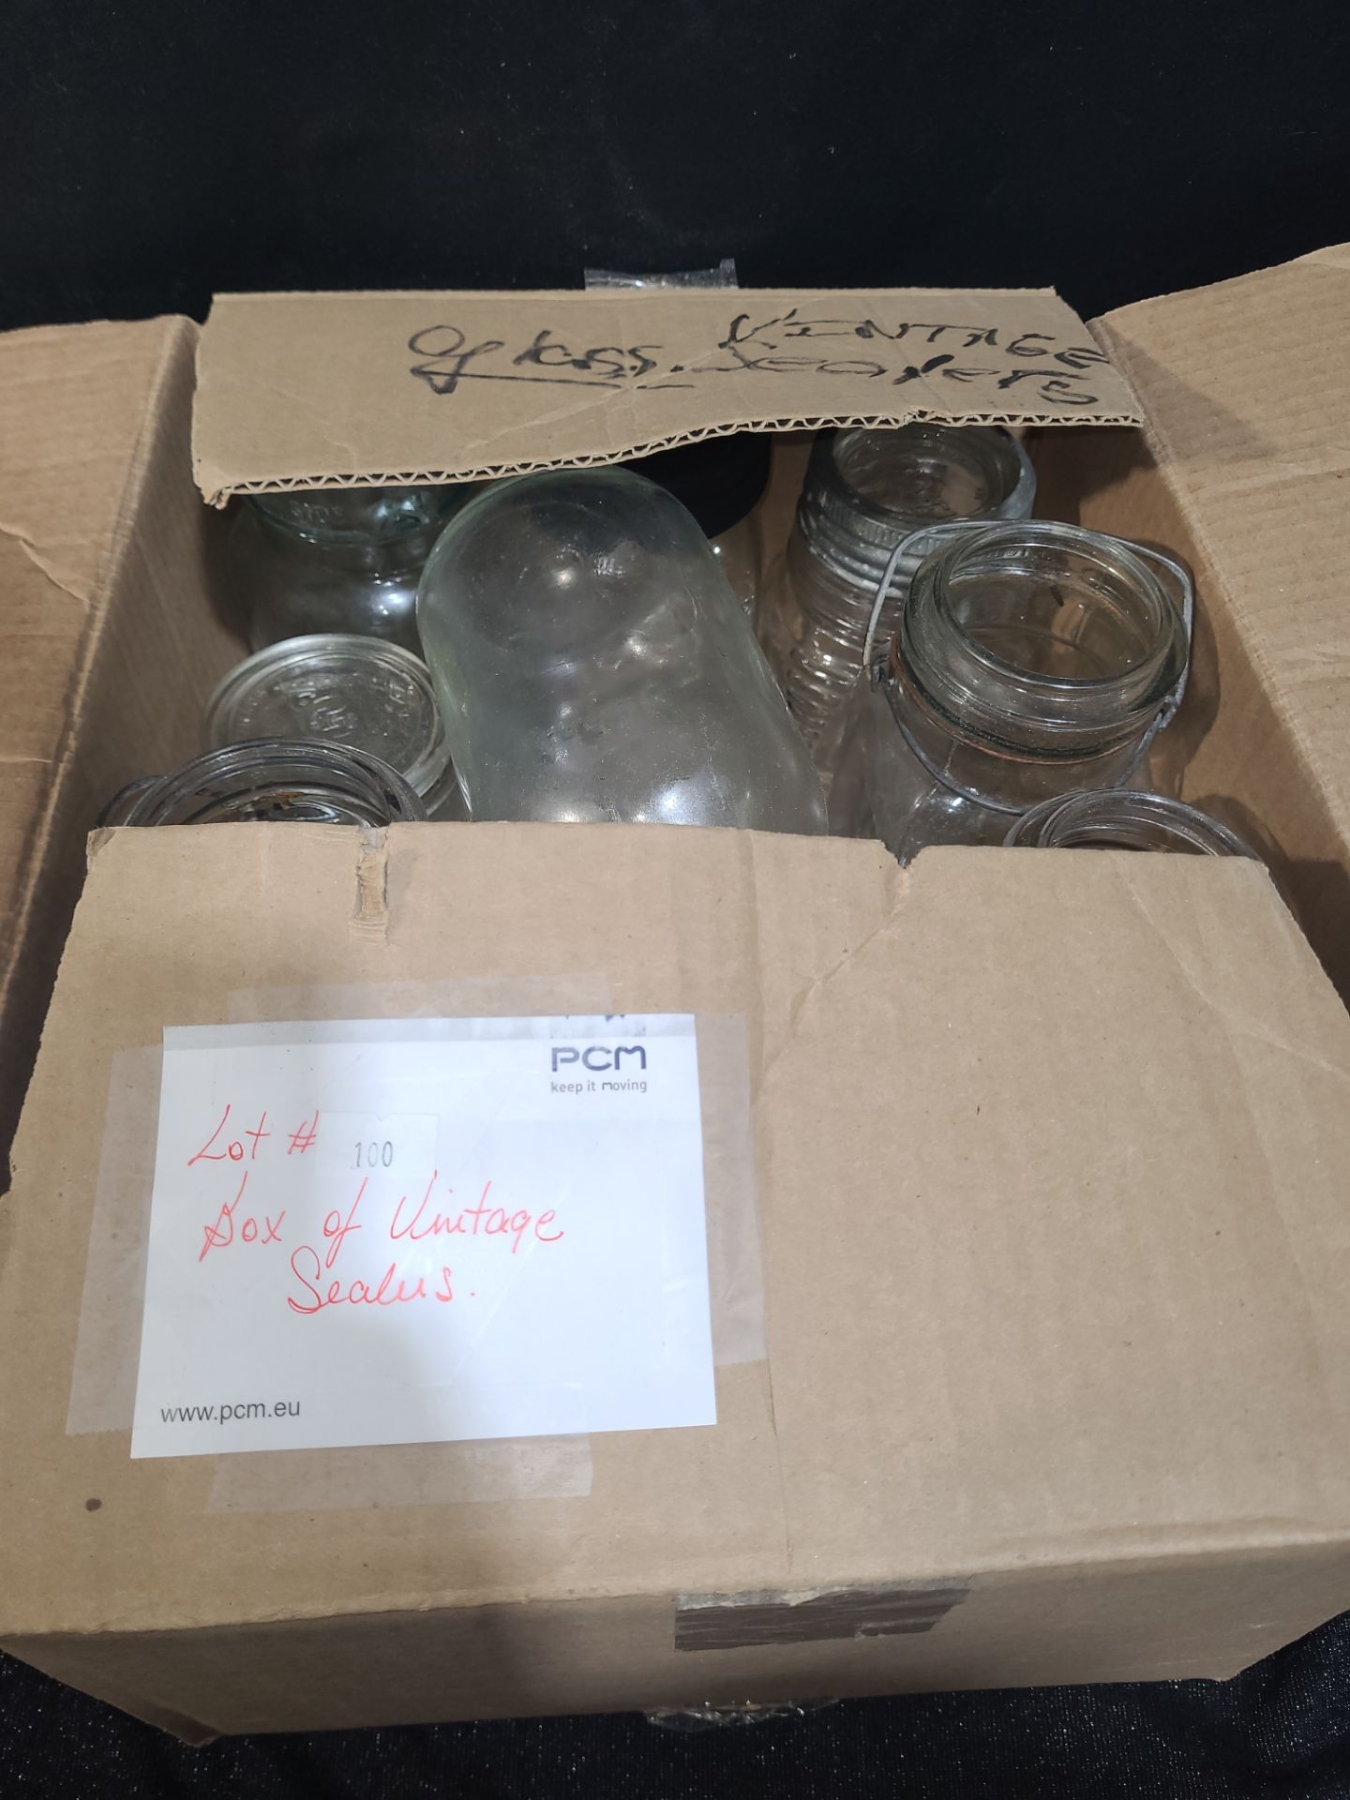 VINTAGE
glass Sealers
PCM
keep it moving
Lot # 100
Box of Vintage
Sealers.
www.pcm.eu